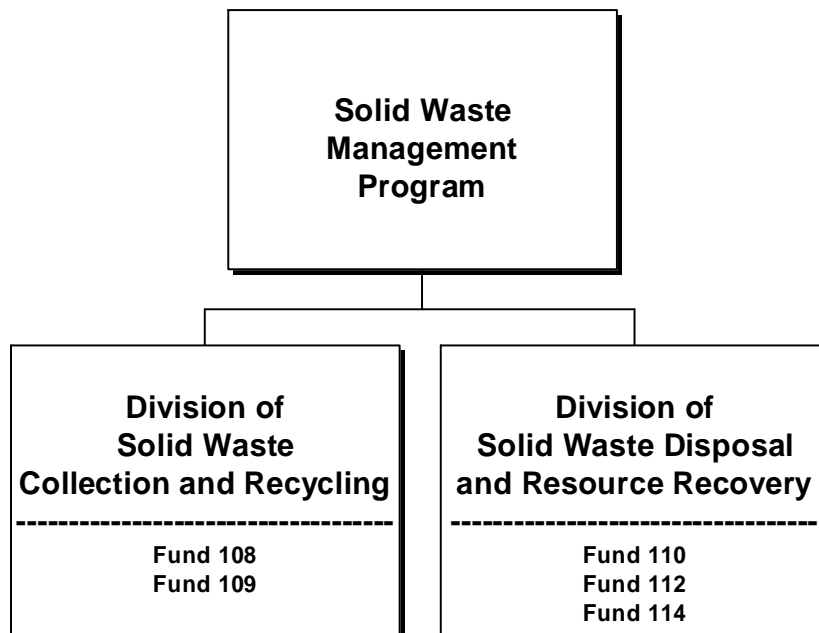 Solid Waste
Management
Program
Division of
Solid Waste
Collection and Recycling
Fund 108
Fund 109
Division of
Solid Waste Disposal
and Resource Recovery
Fund 110
Fund 112
Fund 114